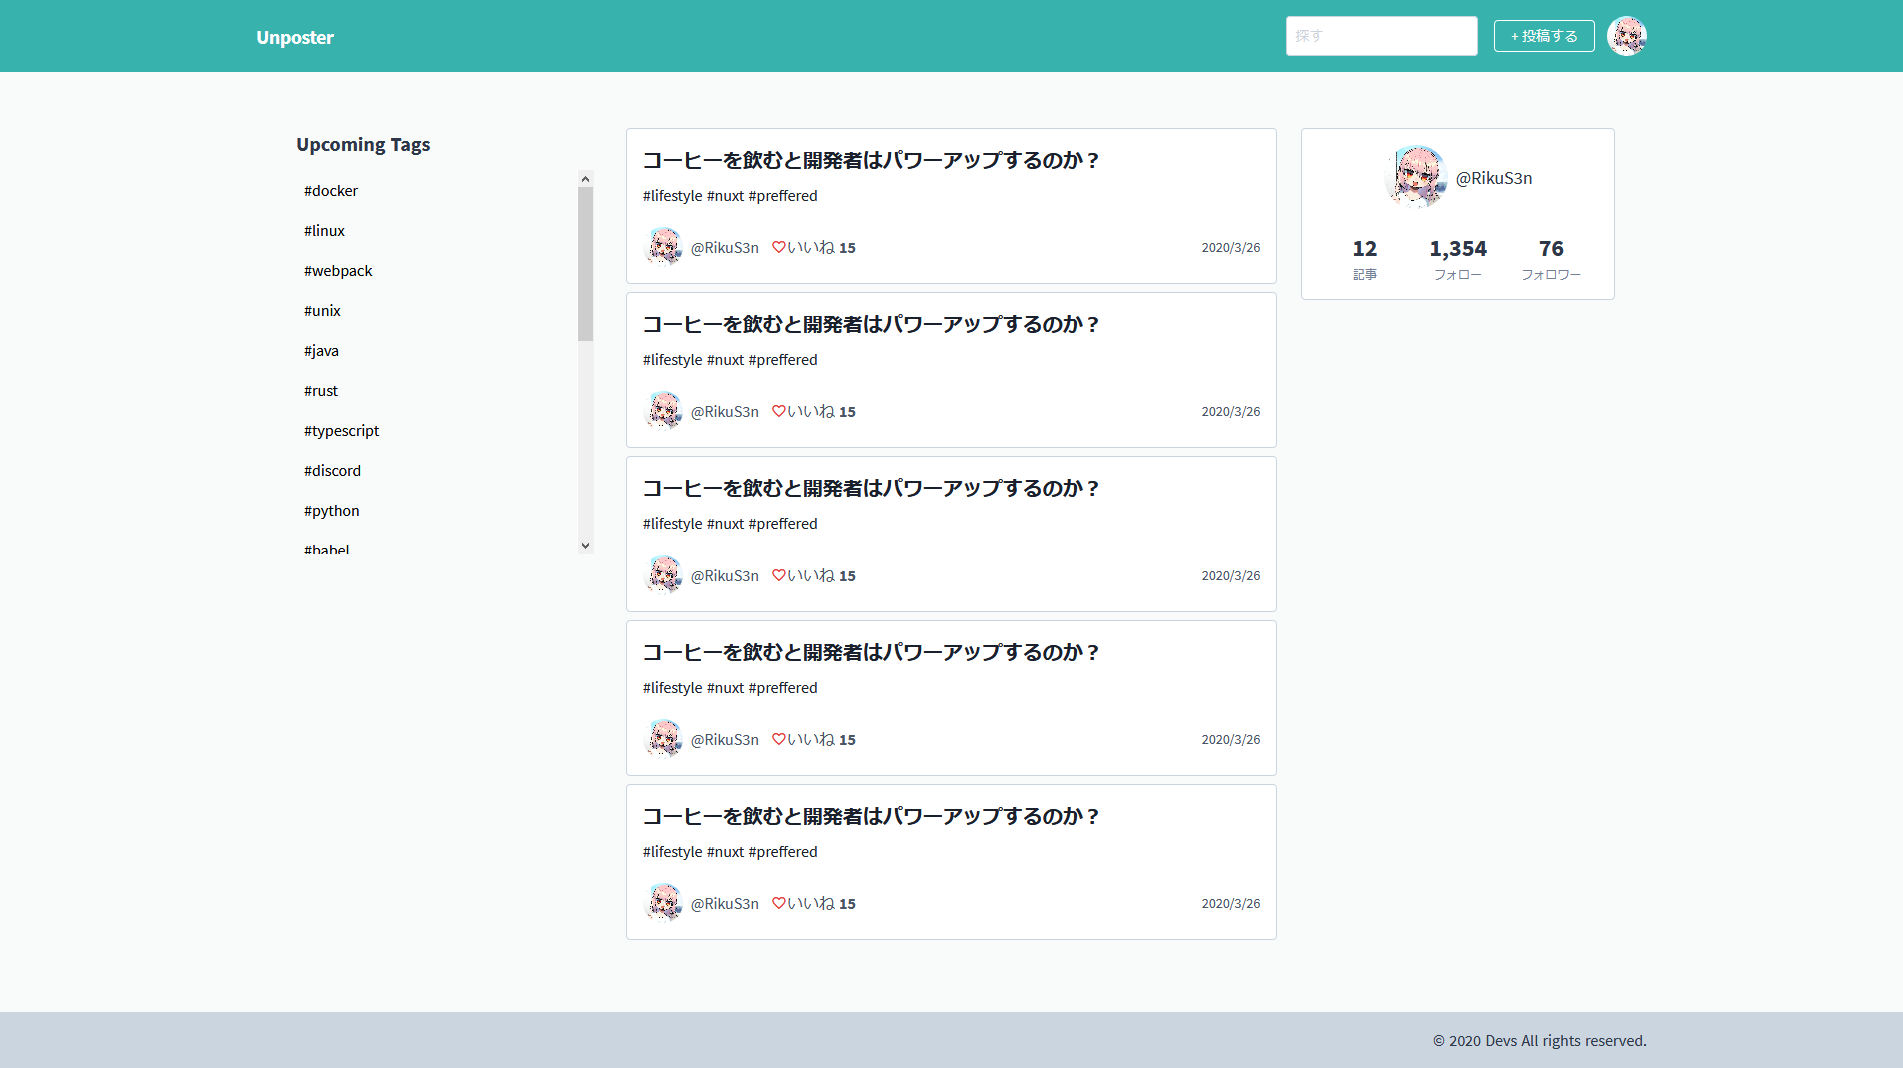 Unposter
探す
+ 投稿する
Upcoming Tags
#docker
#linux
#webpack
#unix
#java
#rust
#typescript
#discord
#python
#babel
コーヒーを飲むと開発者はパワーアップするのか？
#lifestyle #nuxt #preffered
@RikuS3n いいね 15 2020/3/26
コーヒーを飲むと開発者はパワーアップするのか？
#lifestyle #nuxt #preffered
@RikuS3n いいね 15 2020/3/26
コーヒーを飲むと開発者はパワーアップするのか？
#lifestyle #nuxt #preffered
@RikuS3n いいね 15 2020/3/26
コーヒーを飲むと開発者はパワーアップするのか？
#lifestyle #nuxt #preffered
@RikuS3n いいね 15 2020/3/26
コーヒーを飲むと開発者はパワーアップするのか？
#lifestyle #nuxt #preffered
@RikuS3n いいね 15 2020/3/26
@RikuS3n
12 1,354 76
記事 フォロー フォロワー
© 2020 Devs All rights reserved.